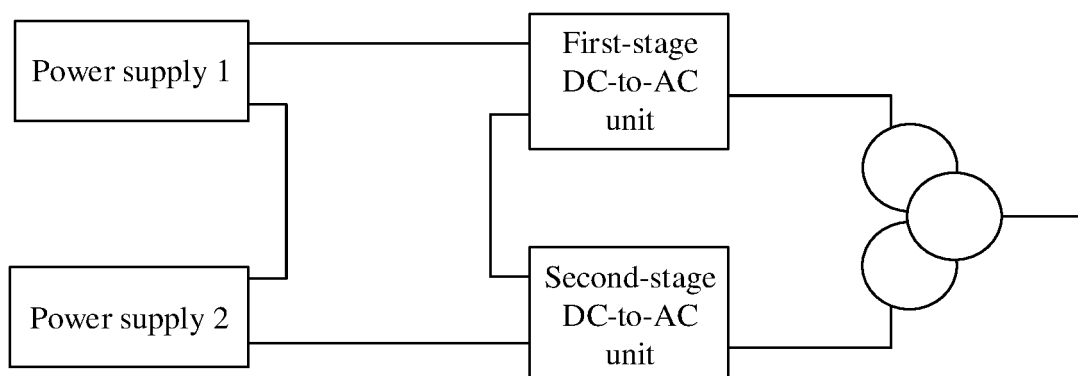 Power supply 1
First-stage
DC-to-AC
unit
Power supply 2
Second-stage
DC-to-AC
unit